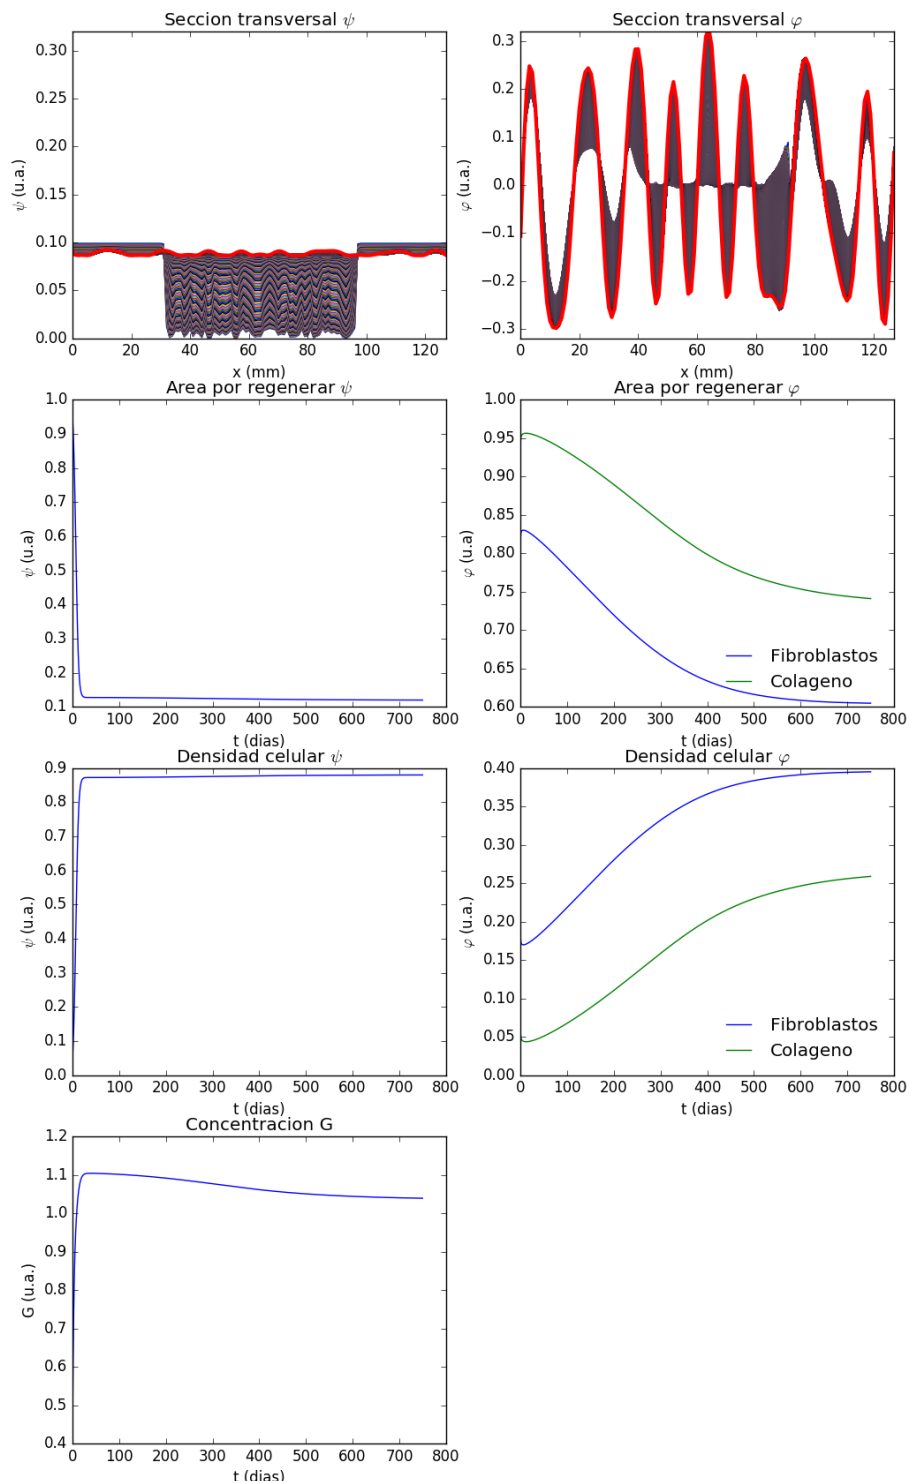 Seccion transversal ψ
ψ (u.a.)
0.30
0.25
0.20
0.15
0.10
0.05
0.00
0 20 40 60 80 100 120
x (mm)
Seccion transversal φ
φ (u.a.)
0.3
0.2
0.1
0.0
−0.1
−0.2
−0.3
0 20 40 60 80 100 120
x (mm)
Area por regenerar ψ
ψ (u.a)
1.0
0.9
0.8
0.7
0.6
0.5
0.4
0.3
0.2
0.1
0 100 200 300 400 500 600 700 800
t (dias)
Area por regenerar φ
φ (u.a)
1.00
0.95
0.90
0.85
0.80
0.75
0.70
0.65
0.60
Fibroblastos
Colageno
0 100 200 300 400 500 600 700 800
t (dias)
Densidad celular ψ
ψ (u.a.)
0.9
0.8
0.7
0.6
0.5
0.4
0.3
0.2
0.1
0.0
0 100 200 300 400 500 600 700 800
t (dias)
Densidad celular φ
φ (u.a.)
0.40
0.35
0.30
0.25
0.20
0.15
0.10
0.05
0.00
Fibroblastos
Colageno
0 100 200 300 400 500 600 700 800
t (dias)
Concentracion G
G (u.a.)
1.2
1.1
1.0
0.9
0.8
0.7
0.6
0.5
0.4
0 100 200 300 400 500 600 700 800
t (dias)